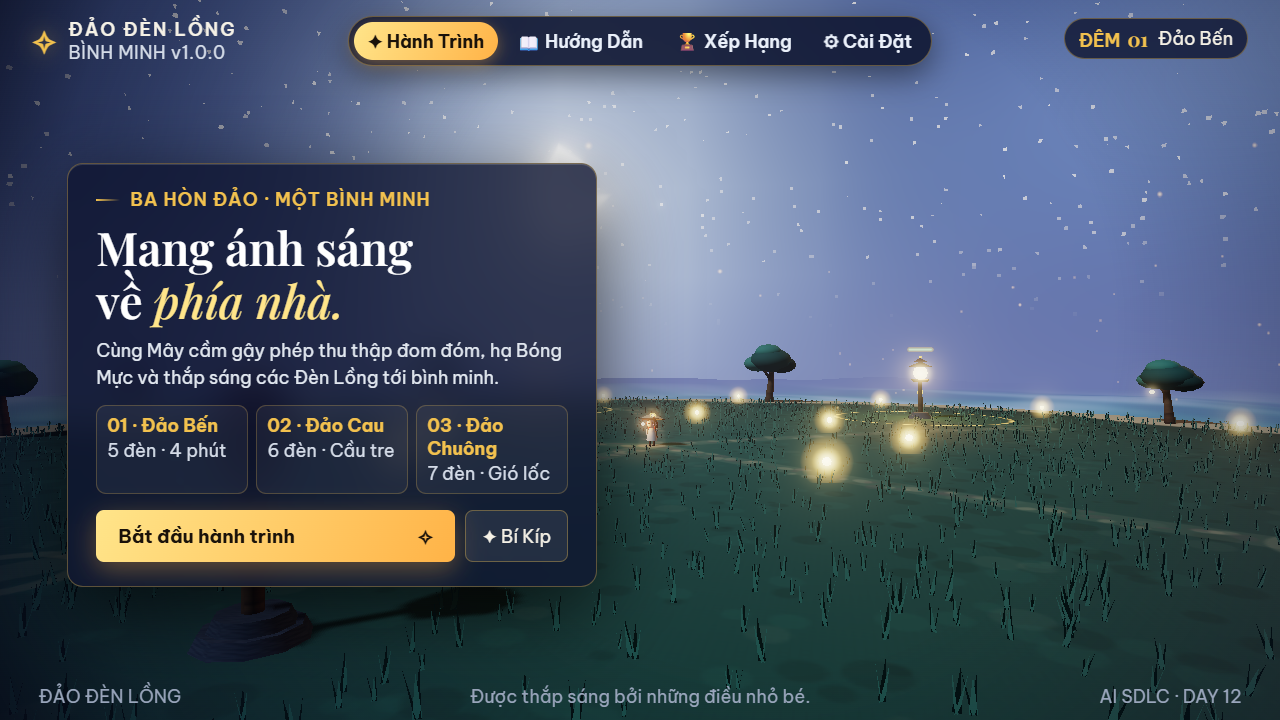 ĐẢO ĐÈN LỒNG
BÌNH MINH v1.0.0
✦ Hành Trình
📖 Hướng Dẫn
🏆 Xếp Hạng
⚙ Cài Đặt
ĐÊM 01 Đảo Bến
BA HÒN ĐẢO · MỘT BÌNH MINH
Mang ánh sáng
về phía nhà.
Cùng Mây cầm gậy phép thu thập đom đóm, hạ Bóng
Mực và thắp sáng các Đèn Lồng tới bình minh.
01 · Đảo Bến
5 đèn · 4 phút
02 · Đảo Cau
6 đèn · Cầu tre
03 · Đảo
Chuông
7 đèn · Gió lốc
Bắt đầu hành trình ✧
✦ Bí Kíp
ĐẢO ĐÈN LỒNG
Được thắp sáng bởi những điều nhỏ bé.
AI SDLC · DAY 12